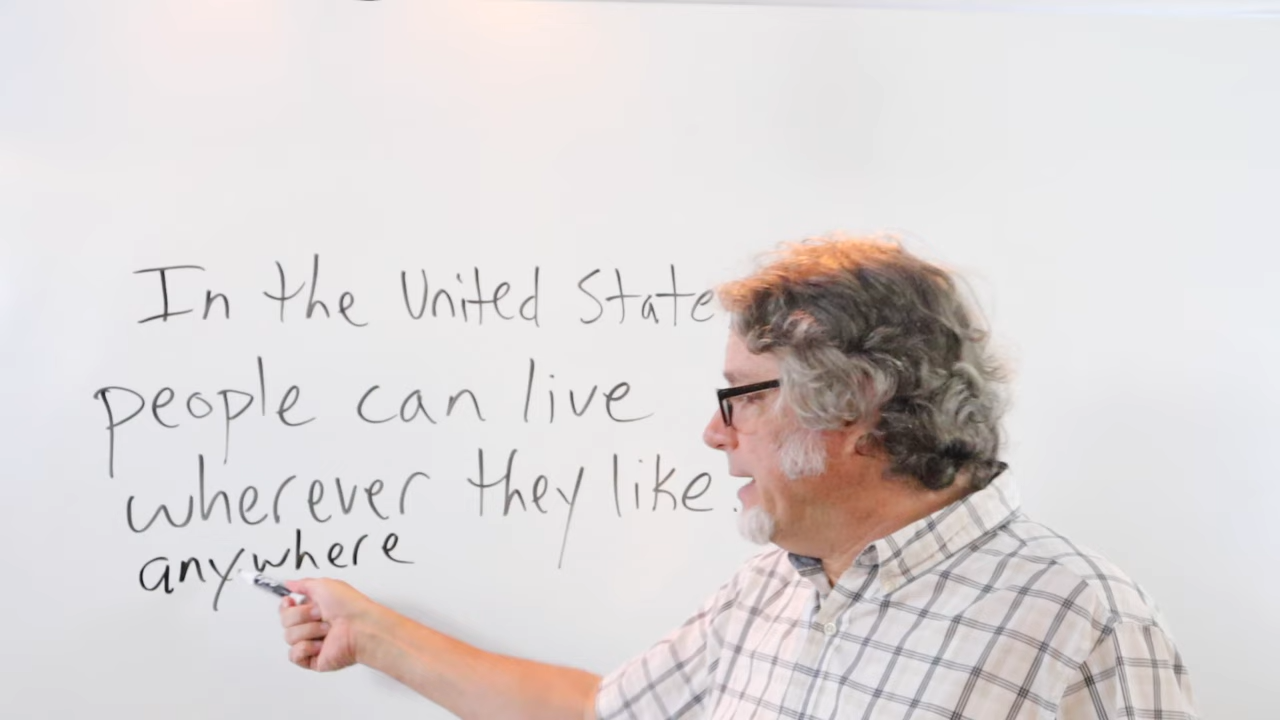 In the United State
people can live
wherever they like.
anywhere